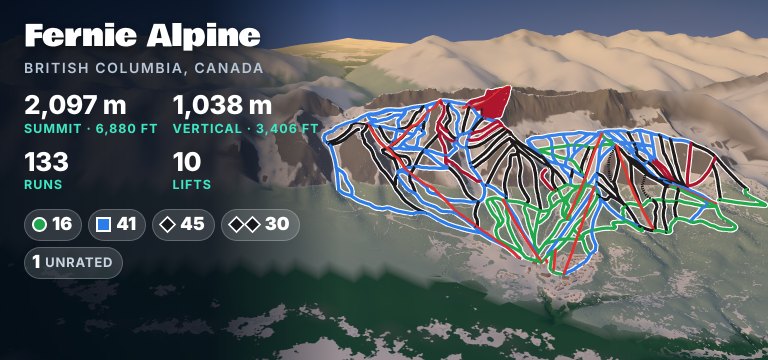 Fernie Alpine
BRITISH COLUMBIA, CANADA
2,097 m 1,038 m
SUMMIT · 6,880 FT VERTICAL · 3,406 FT
133 10
RUNS LIFTS
16 41 45 30
1 UNRATED